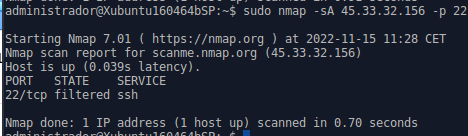 administrador@Xubuntu160464bSP:~$ sudo nmap -sA 45.33.32.156 -p 22
Starting Nmap 7.01 ( https://nmap.org ) at 2022-11-15 11:28 CET
Nmap scan report for scanme.nmap.org (45.33.32.156)
Host is up (0.039s latency).
PORT   STATE    SERVICE
22/tcp filtered ssh
Nmap done: 1 IP address (1 host up) scanned in 0.70 seconds
administrador@Xubuntu160464bSP:~$